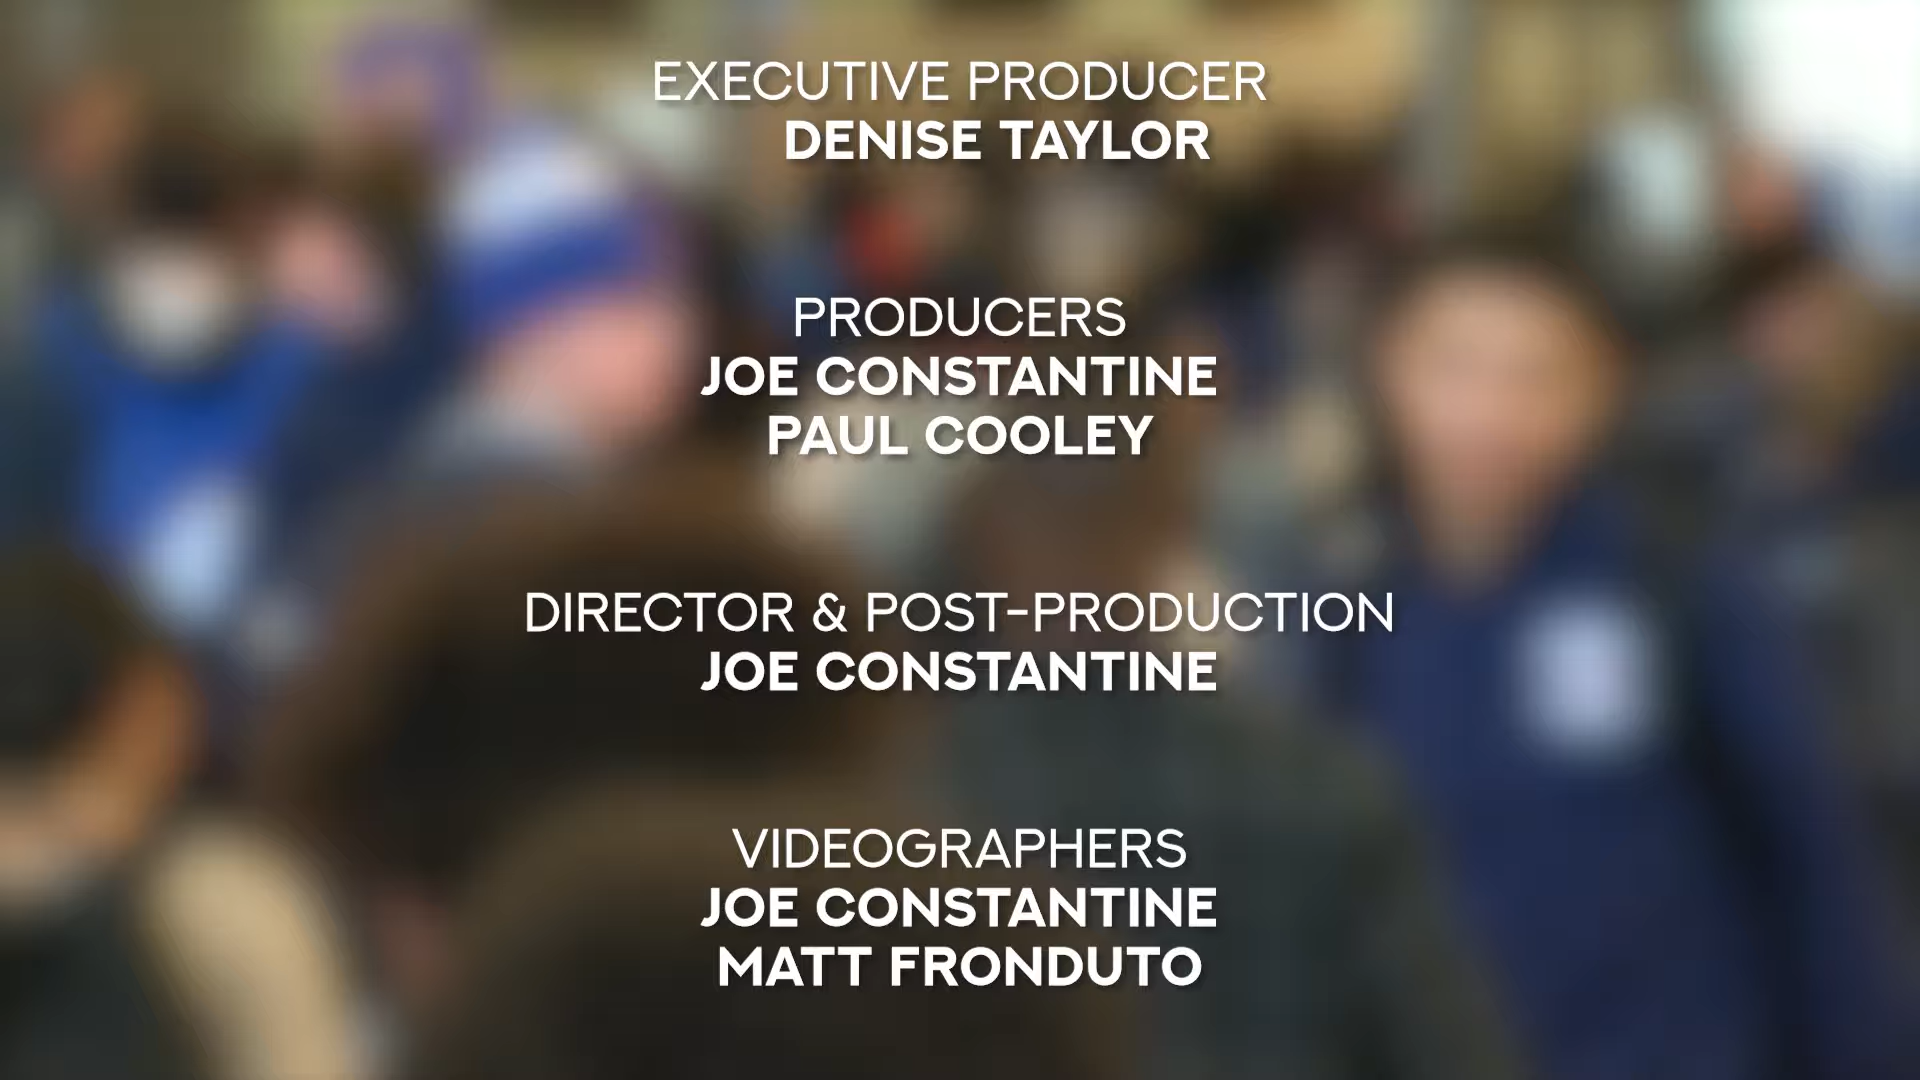 EXECUTIVE PRODUCER
DENISE TAYLOR
PRODUCERS
JOE CONSTANTINE
PAUL COOLEY
DIRECTOR & POST-PRODUCTION
JOE CONSTANTINE
VIDEOGRAPHERS
JOE CONSTANTINE
MATT FRONDUTO